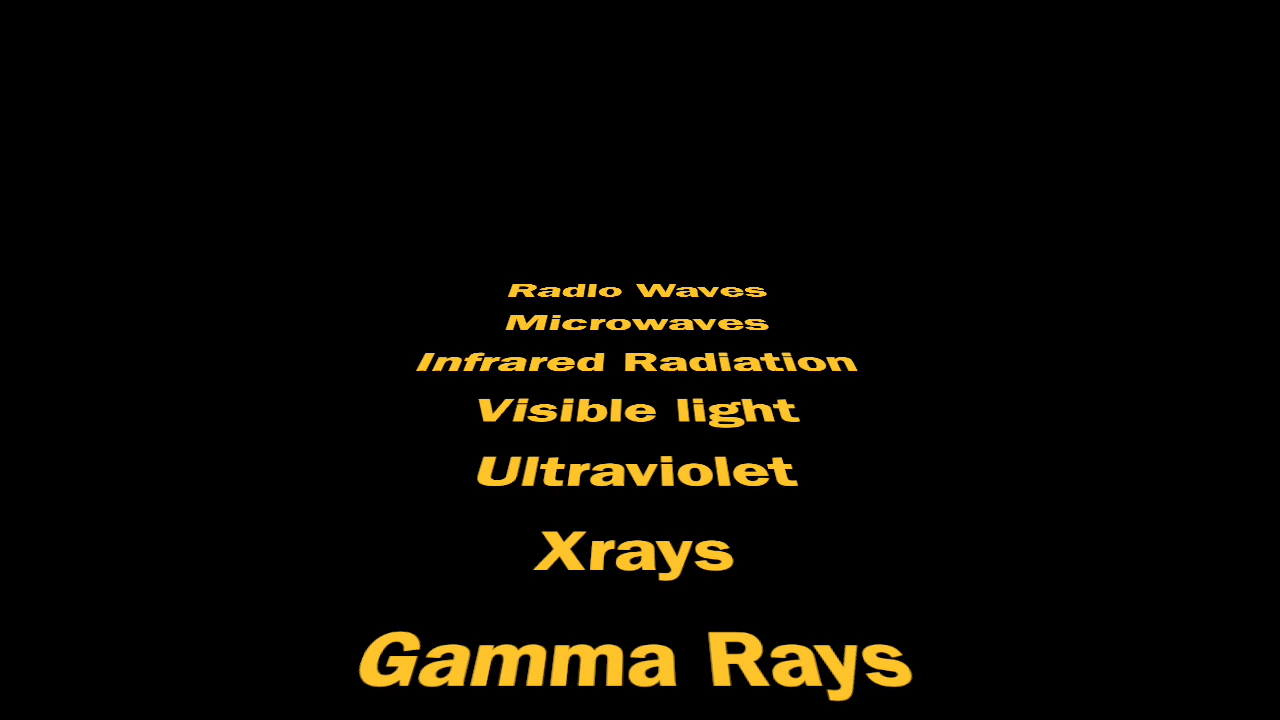 Radio Waves
Microwaves
Infrared Radiation
Visible light
Ultraviolet
Xrays
Gamma Rays